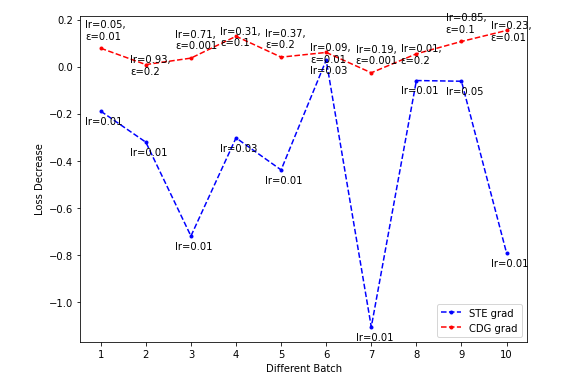 lr=0.05,
ε=0.01
lr=0.93,
ε=0.2
lr=0.71,
ε=0.001
lr=0.31,
ε=0.1
lr=0.37,
ε=0.2
lr=0.09,
ε=0.01
lr=0.19,
ε=0.001
lr=0.01,
ε=0.2
lr=0.85,
ε=0.1
lr=0.23,
ε=0.01
lr=0.01
lr=0.01
lr=0.01
lr=0.03
lr=0.01
lr=0.03
lr=0.01
lr=0.01
lr=0.05
lr=0.01
0.2
0.0
−0.2
−0.4
−0.6
−0.8
−1.0
Loss Decrease
1 2 3 4 5 6 7 8 9 10
Different Batch
STE grad
CDG grad